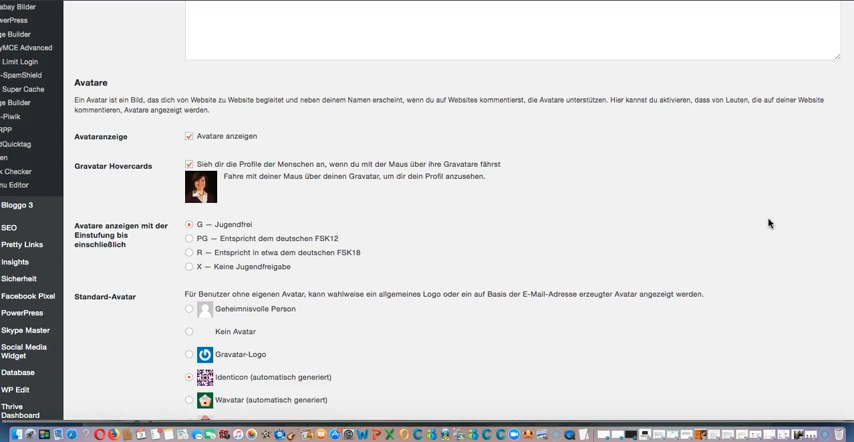 abay Bilder
werPress
ge Builder
yMCE Advanced
Limit Login
-SpamShield
Super Cache
ge Builder
-Piwik
RPP
dQuicktag
en
k Checker
nu Editor
Bloggo 3
SEO
Pretty Links
Insights
Sicherheit
Facebook Pixel
PowerPress
Skype Master
Social Media
Widget
Database
WP Edit
Thrive
Dashboard
Avatare
Ein Avatar ist ein Bild, das dich von Website zu Website begleitet und neben deinem Namen erscheint, wenn du auf Websites kommentierst, die Avatare unterstützen. Hier kannst du aktivieren, dass von Leuten, die auf deiner Website
kommentieren, Avatare angezeigt werden.
Avataranzeige
Avatare anzeigen
Gravatar Hovercards
Sieh dir die Profile der Menschen an, wenn du mit der Maus über ihre Gravatare fährst
Fahre mit deiner Maus über deinen Gravatar, um dir dein Profil anzusehen.
Avatare anzeigen mit der
Einstufung bis
einschließlich
G — Jugendfrei
PG — Entspricht dem deutschen FSK12
R — Entspricht in etwa dem deutschen FSK18
X — Keine Jugendfreigabe
Standard-Avatar
Für Benutzer ohne eigenen Avatar, kann wahlweise ein allgemeines Logo oder ein auf Basis der E-Mail-Adresse erzeugter Avatar angezeigt werden.
Geheimnisvolle Person
Kein Avatar
Gravatar-Logo
Identicon (automatisch generiert)
Wavatar (automatisch generiert)